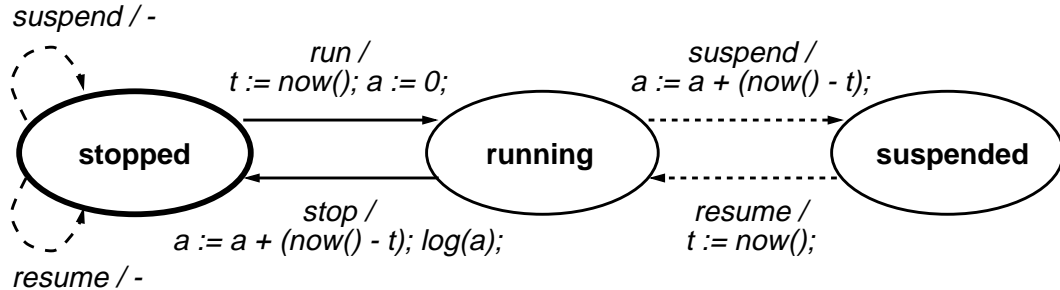 suspend / -
run /
t := now(); a := 0;
suspend /
a := a + (now() - t);
stopped
running
suspended
stop /
a := a + (now() - t); log(a);
resume /
t := now();
resume / -